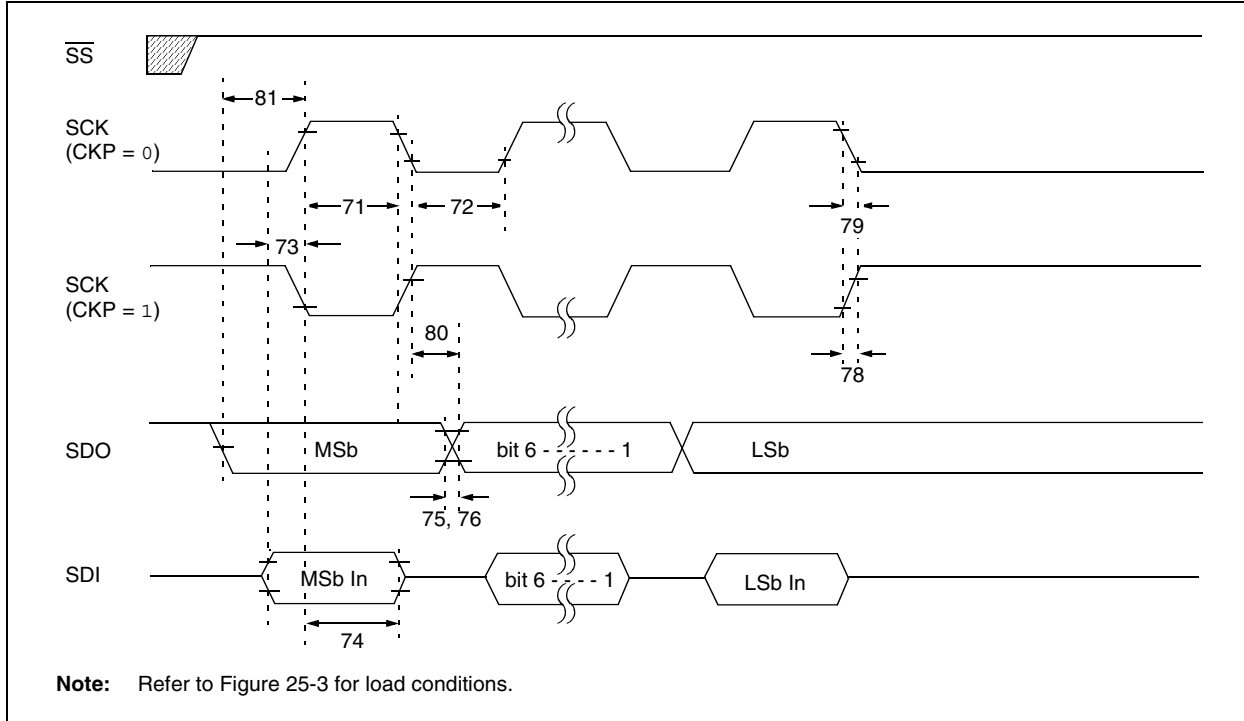 SS
81
SCK
(CKP = 0)
71
72
79
73
SCK
(CKP = 1)
80
78
SDO
MSb
bit 6 - - - - - - 1
LSb
75, 76
SDI
MSb In
bit 6 - - - - - 1
LSb In
74
Note: Refer to Figure 25-3 for load conditions.